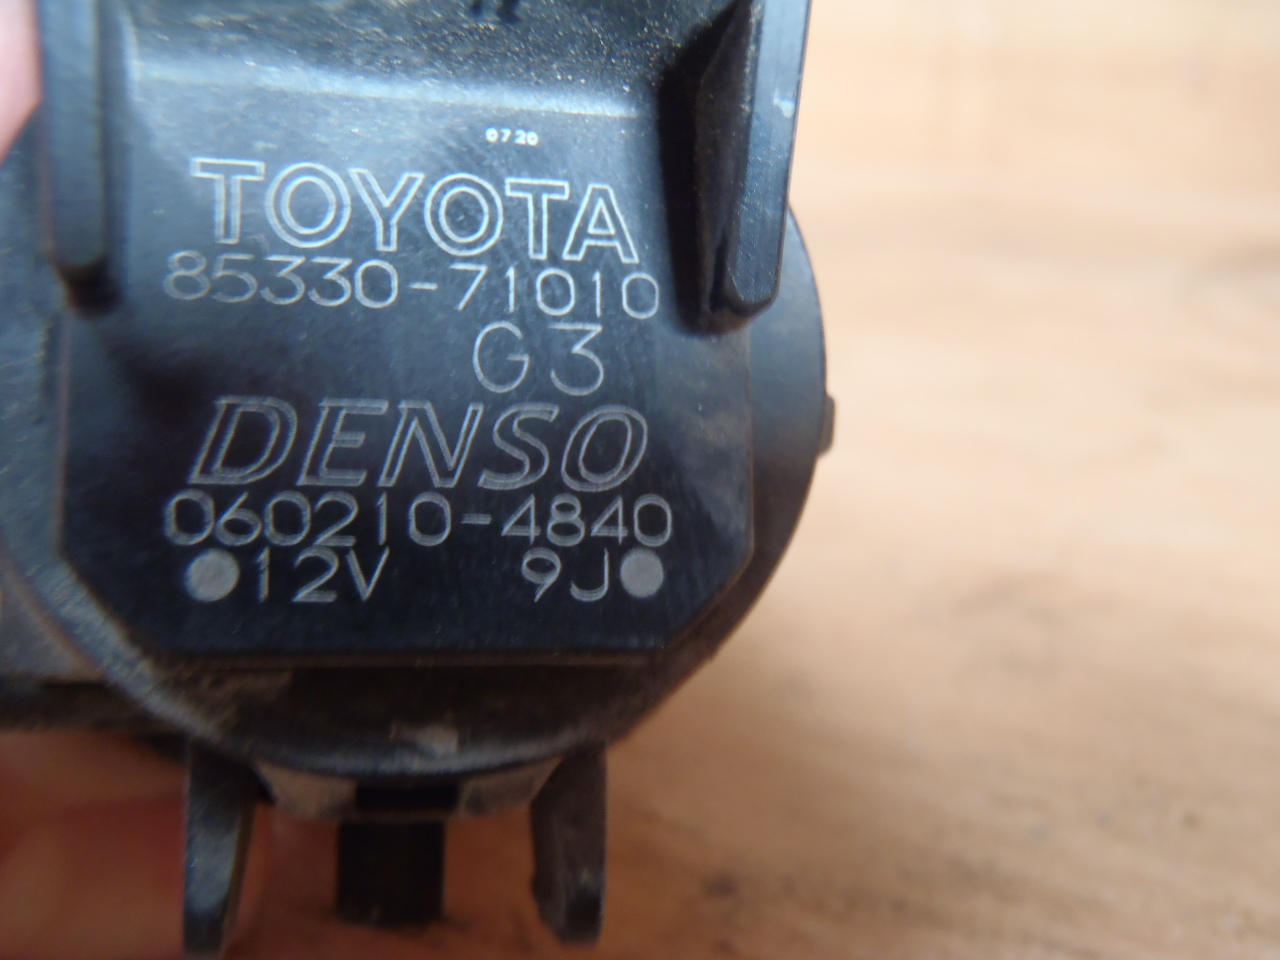 0720
TOYOTA
85330-71010
G3
DENSO
060210-4840
12V 9J